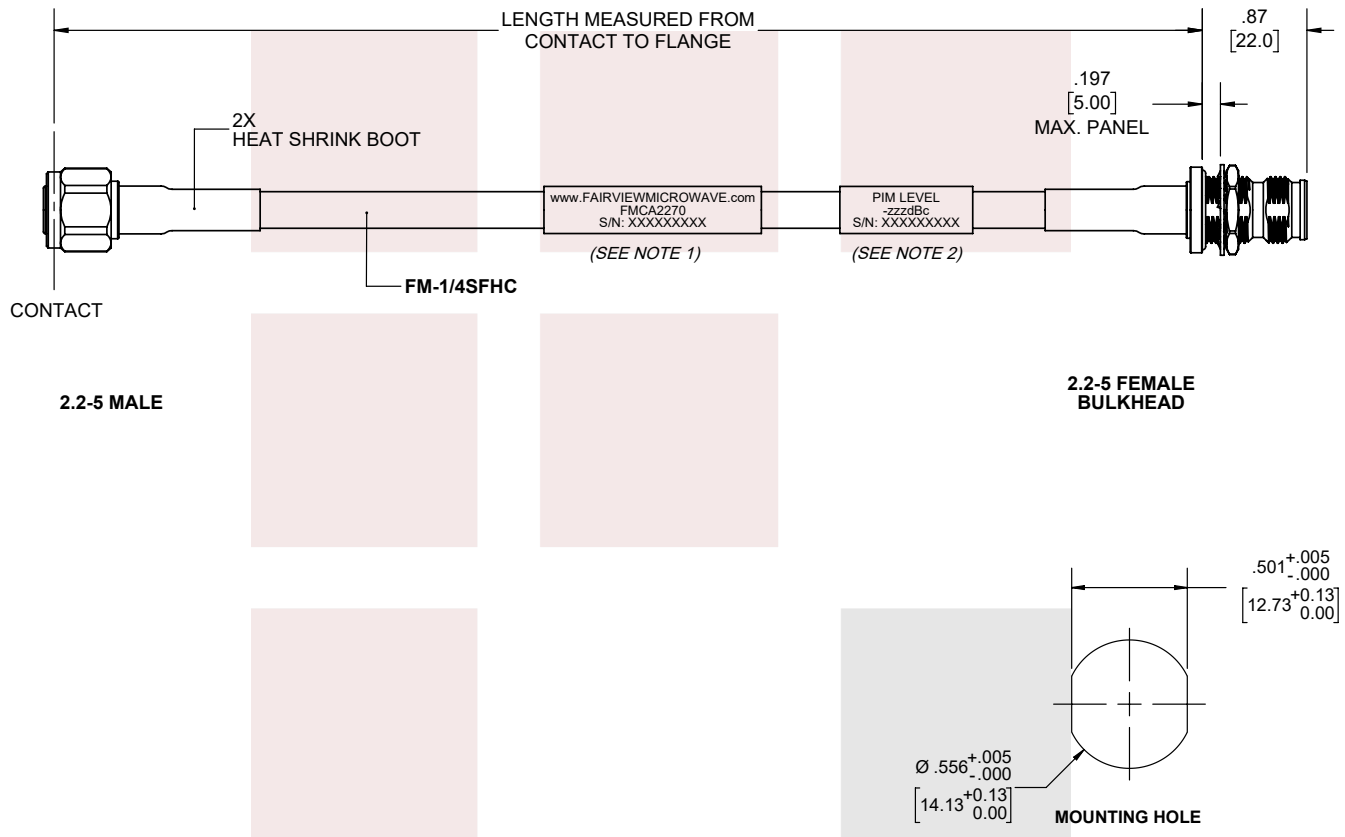 LENGTH MEASURED FROM
CONTACT TO FLANGE
.87
[22.0]
.197
[5.00]
MAX. PANEL
2X
HEAT SHRINK BOOT
www.FAIRVIEWMICROWAVE.com
FMCA2270
S/N: XXXXXXXXX
PIM LEVEL
-zzzdBc
S/N: XXXXXXXXX
(SEE NOTE 1)
(SEE NOTE 2)
FM-1/4SFHC
CONTACT
2.2-5 MALE
2.2-5 FEMALE
BULKHEAD
.501 +.005
-.000
[12.73 +0.13
0.00]
Ø .556 +.005
-.000
[14.13 +0.13
0.00]
MOUNTING HOLE